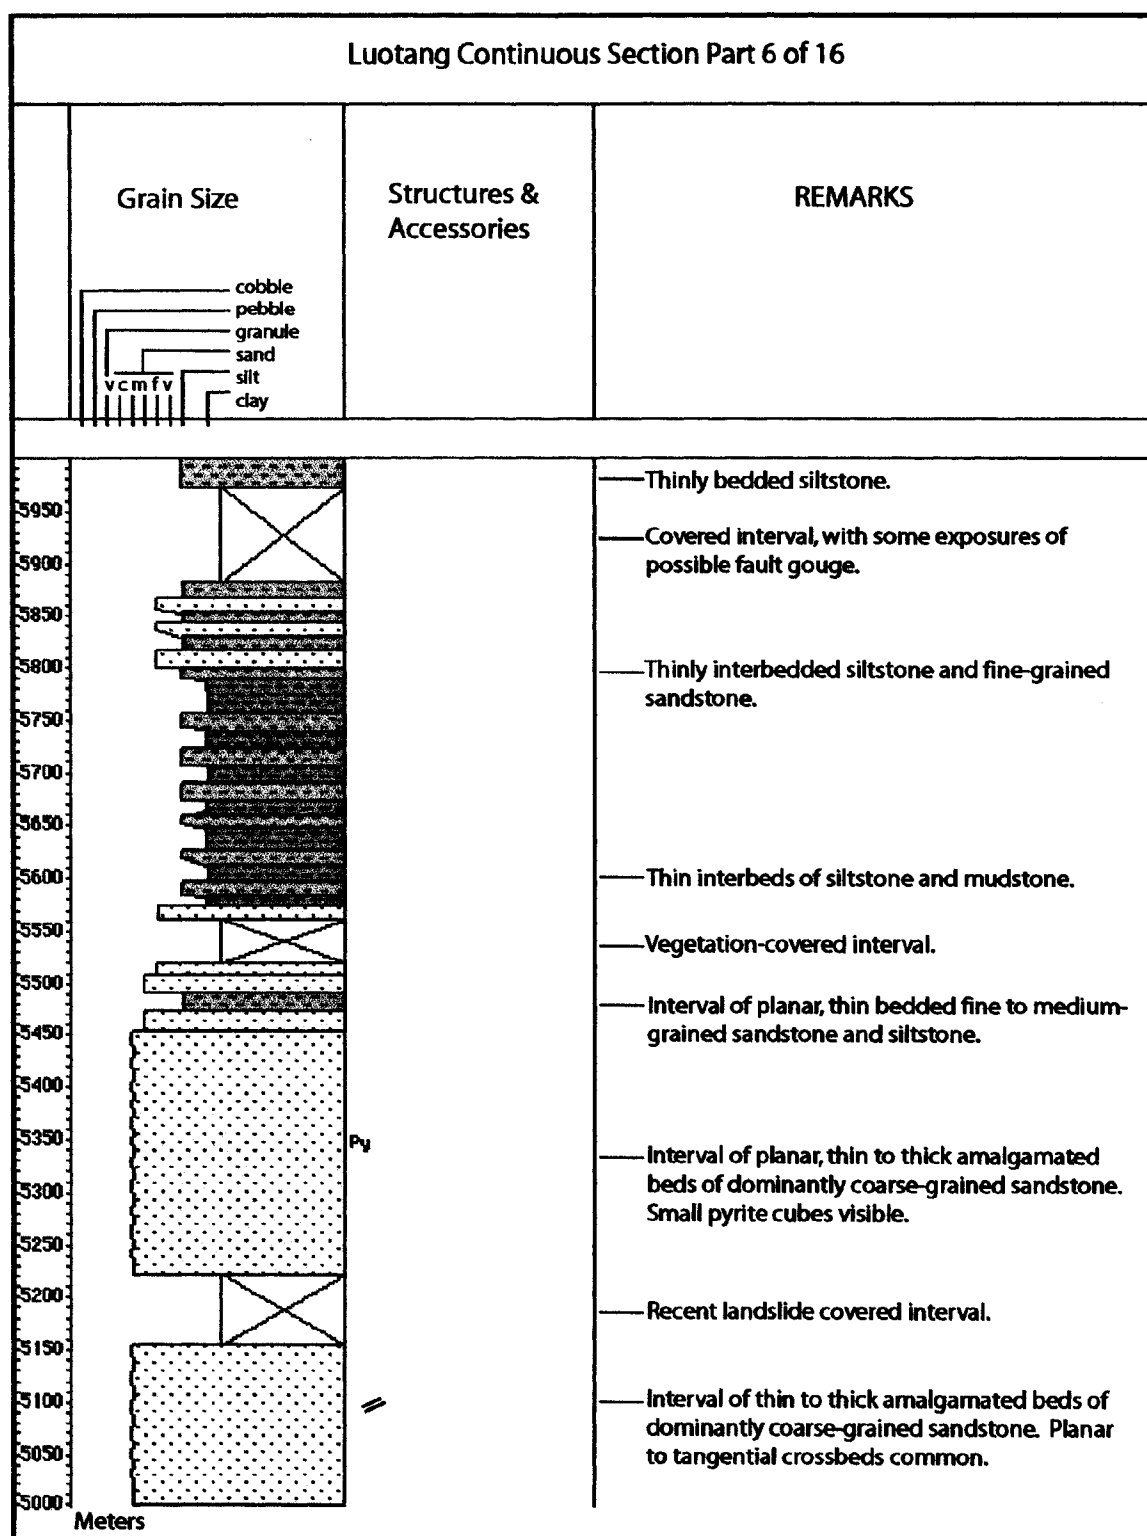 Luotang Continuous Section Part 6 of 16
Grain Size
Structures &
Accessories
REMARKS
cobble
pebble
granule
sand
silt
clay
v c m f v
5950
5900
5850
5800
5750
5700
5650
5600
5550
5500
5450
5400
5350
5300
5250
5200
5150
5100
5050
5000
Meters
Py
Thinly bedded siltstone.
Covered interval, with some exposures of
possible fault gouge.
Thinly interbedded siltstone and fine-grained
sandstone.
Thin interbeds of siltstone and mudstone.
Vegetation-covered interval.
Interval of planar, thin bedded fine to medium-
grained sandstone and siltstone.
Interval of planar, thin to thick amalgamated
beds of dominantly coarse-grained sandstone.
Small pyrite cubes visible.
Recent landslide covered interval.
Interval of thin to thick amalgamated beds of
dominantly coarse-grained sandstone. Planar
to tangential crossbeds common.